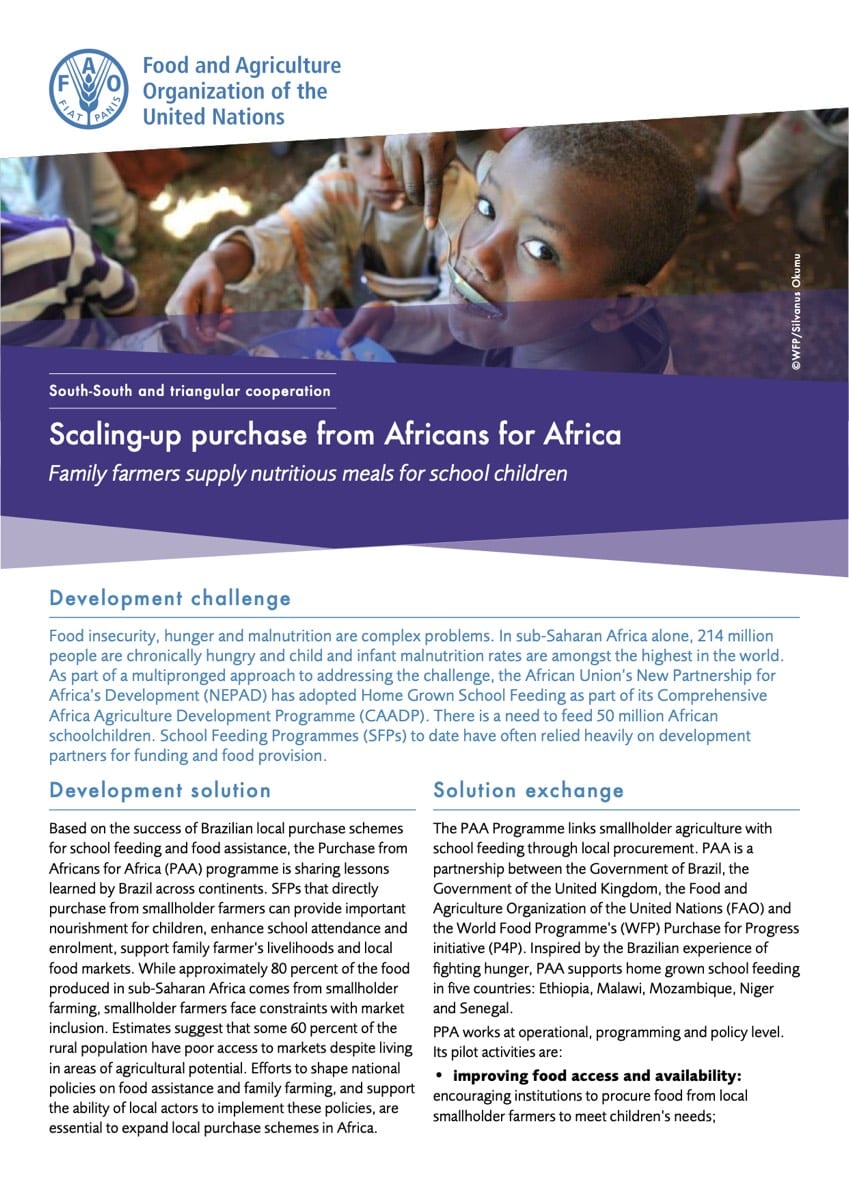 F A O
FIAT PANIS
Food and Agriculture
Organization of the
United Nations
©WFP/Silvanus Okumu
South-South and triangular cooperation
Scaling-up purchase from Africans for Africa
Family farmers supply nutritious meals for school children
Development challenge
Food insecurity, hunger and malnutrition are complex problems. In sub-Saharan Africa alone, 214 million
people are chronically hungry and child and infant malnutrition rates are amongst the highest in the world.
As part of a multipronged approach to addressing the challenge, the African Union's New Partnership for
Africa's Development (NEPAD) has adopted Home Grown School Feeding as part of its Comprehensive
Africa Agriculture Development Programme (CAADP). There is a need to feed 50 million African
schoolchildren. School Feeding Programmes (SFPs) to date have often relied heavily on development
partners for funding and food provision.
Development solution
Based on the success of Brazilian local purchase schemes
for school feeding and food assistance, the Purchase from
Africans for Africa (PAA) programme is sharing lessons
learned by Brazil across continents. SFPs that directly
purchase from smallholder farmers can provide important
nourishment for children, enhance school attendance and
enrolment, support family farmer's livelihoods and local
food markets. While approximately 80 percent of the food
produced in sub-Saharan Africa comes from smallholder
farming, smallholder farmers face constraints with market
inclusion. Estimates suggest that some 60 percent of the
rural population have poor access to markets despite living
in areas of agricultural potential. Efforts to shape national
policies on food assistance and family farming, and support
the ability of local actors to implement these policies, are
essential to expand local purchase schemes in Africa.
Solution exchange
The PAA Programme links smallholder agriculture with
school feeding through local procurement. PAA is a
partnership between the Government of Brazil, the
Government of the United Kingdom, the Food and
Agriculture Organization of the United Nations (FAO) and
the World Food Programme's (WFP) Purchase for Progress
initiative (P4P). Inspired by the Brazilian experience of
fighting hunger, PAA supports home grown school feeding
in five countries: Ethiopia, Malawi, Mozambique, Niger
and Senegal.
PPA works at operational, programming and policy level.
Its pilot activities are:
• improving food access and availability:
encouraging institutions to procure food from local
smallholder farmers to meet children's needs;